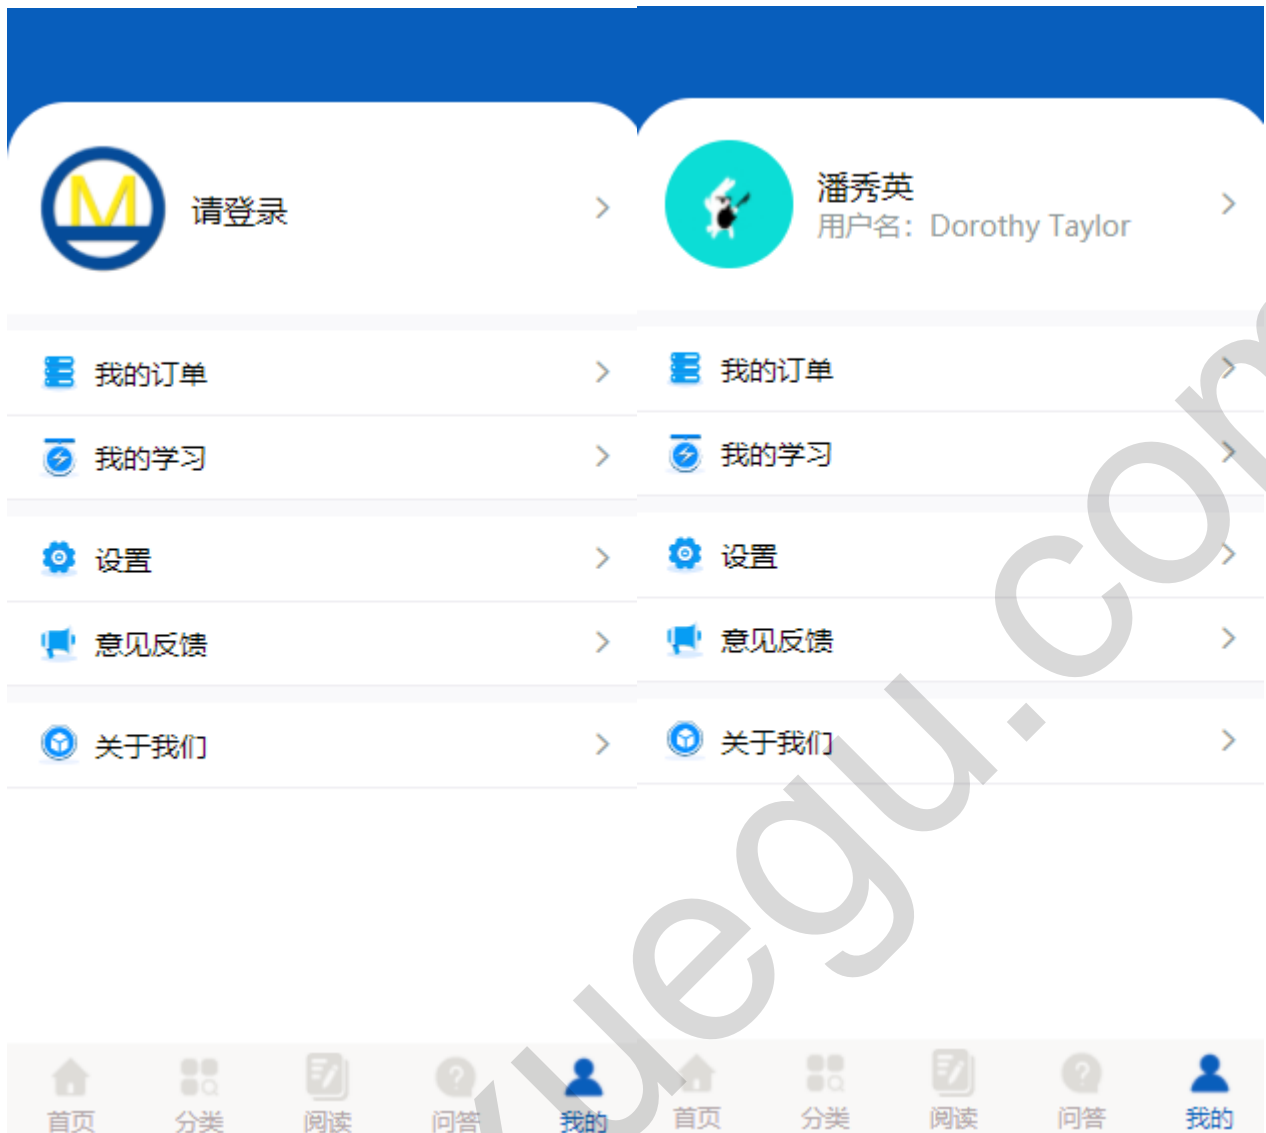 M
请登录
我的订单
我的学习
设置
意见反馈
关于我们
首页 分类 阅读 问答 我的
潘秀英
用户名：Dorothy Taylor
我的订单
我的学习
设置
意见反馈
关于我们
首页 分类 阅读 问答 我的
xuegu.com